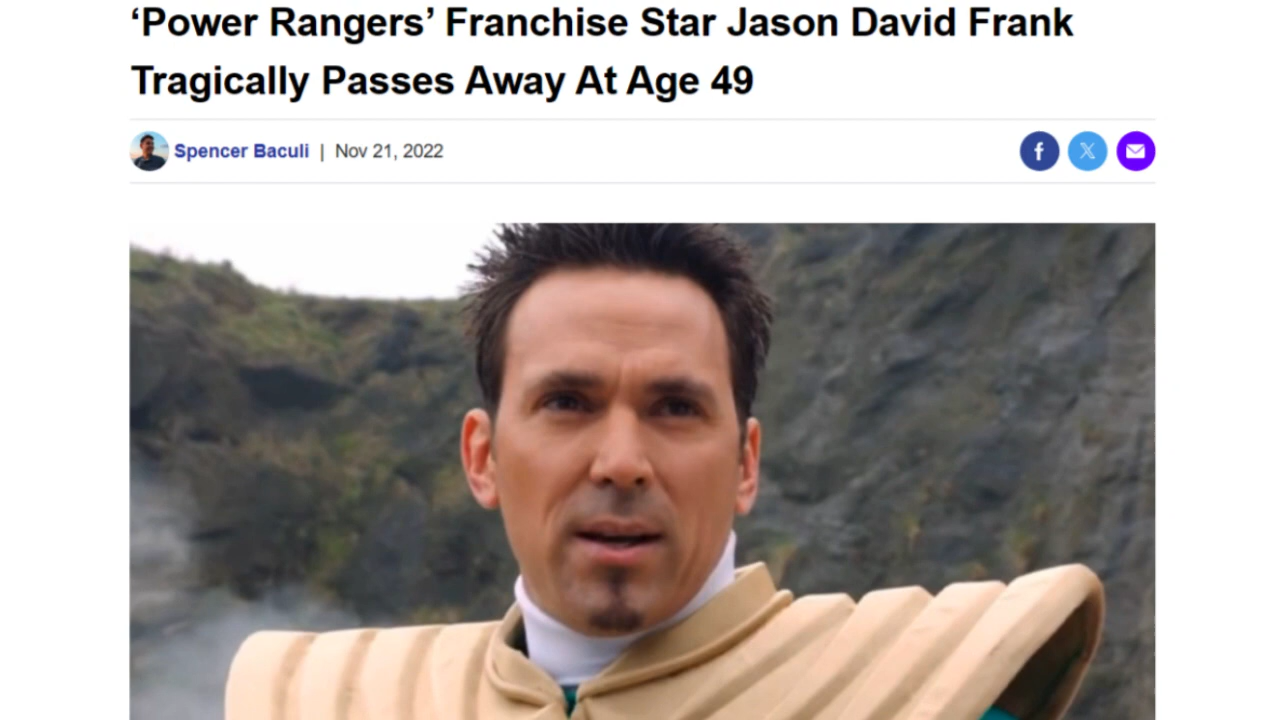 ‘Power Rangers’ Franchise Star Jason David Frank
Tragically Passes Away At Age 49
Spencer Baculi | Nov 21, 2022